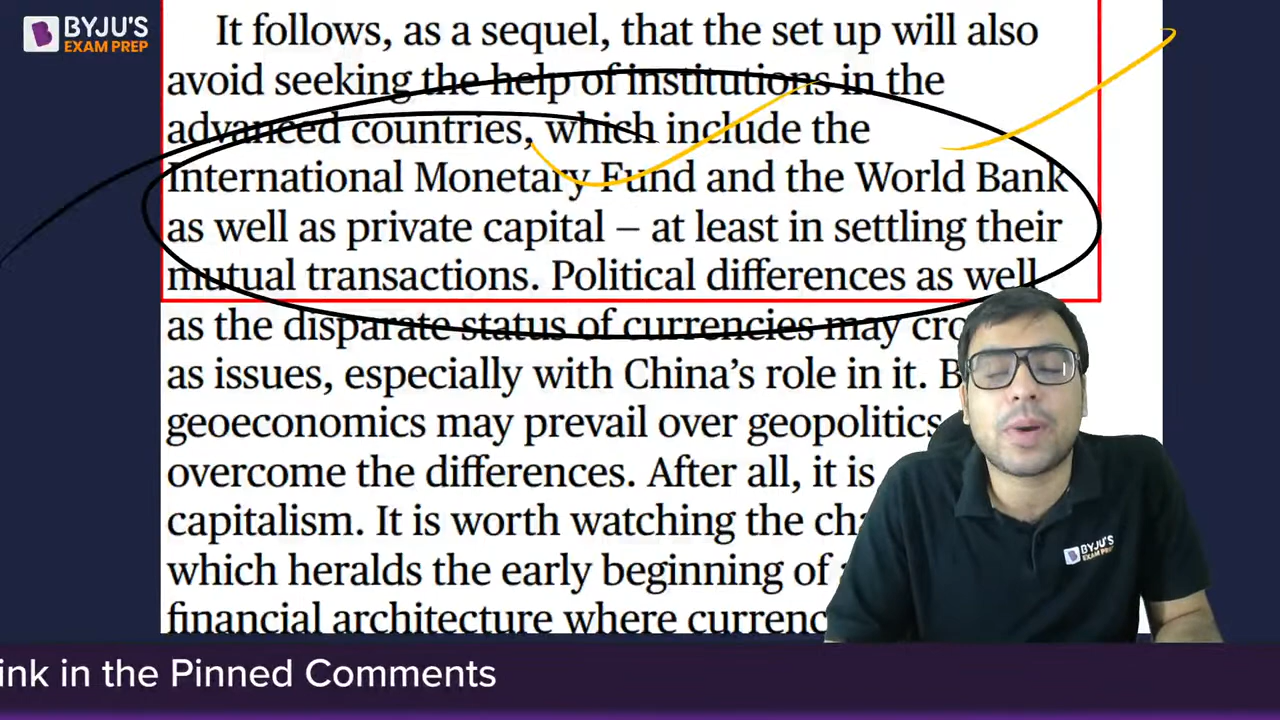 BYJU'S
EXAM PREP
It follows, as a sequel, that the set up will also
avoid seeking the help of institutions in the
advanced countries, which include the
International Monetary Fund and the World Bank
as well as private capital – at least in settling their
mutual transactions. Political differences as well
as the disparate status of currencies may
as issues, especially with China's role in it.
geoeconomics may prevail over geopolitics
overcome the differences. After all, it is
capitalism. It is worth watching the
which heralds the early beginning of
financial architecture where
BYJU'S
EXAM PREP
ink in the Pinned Comments